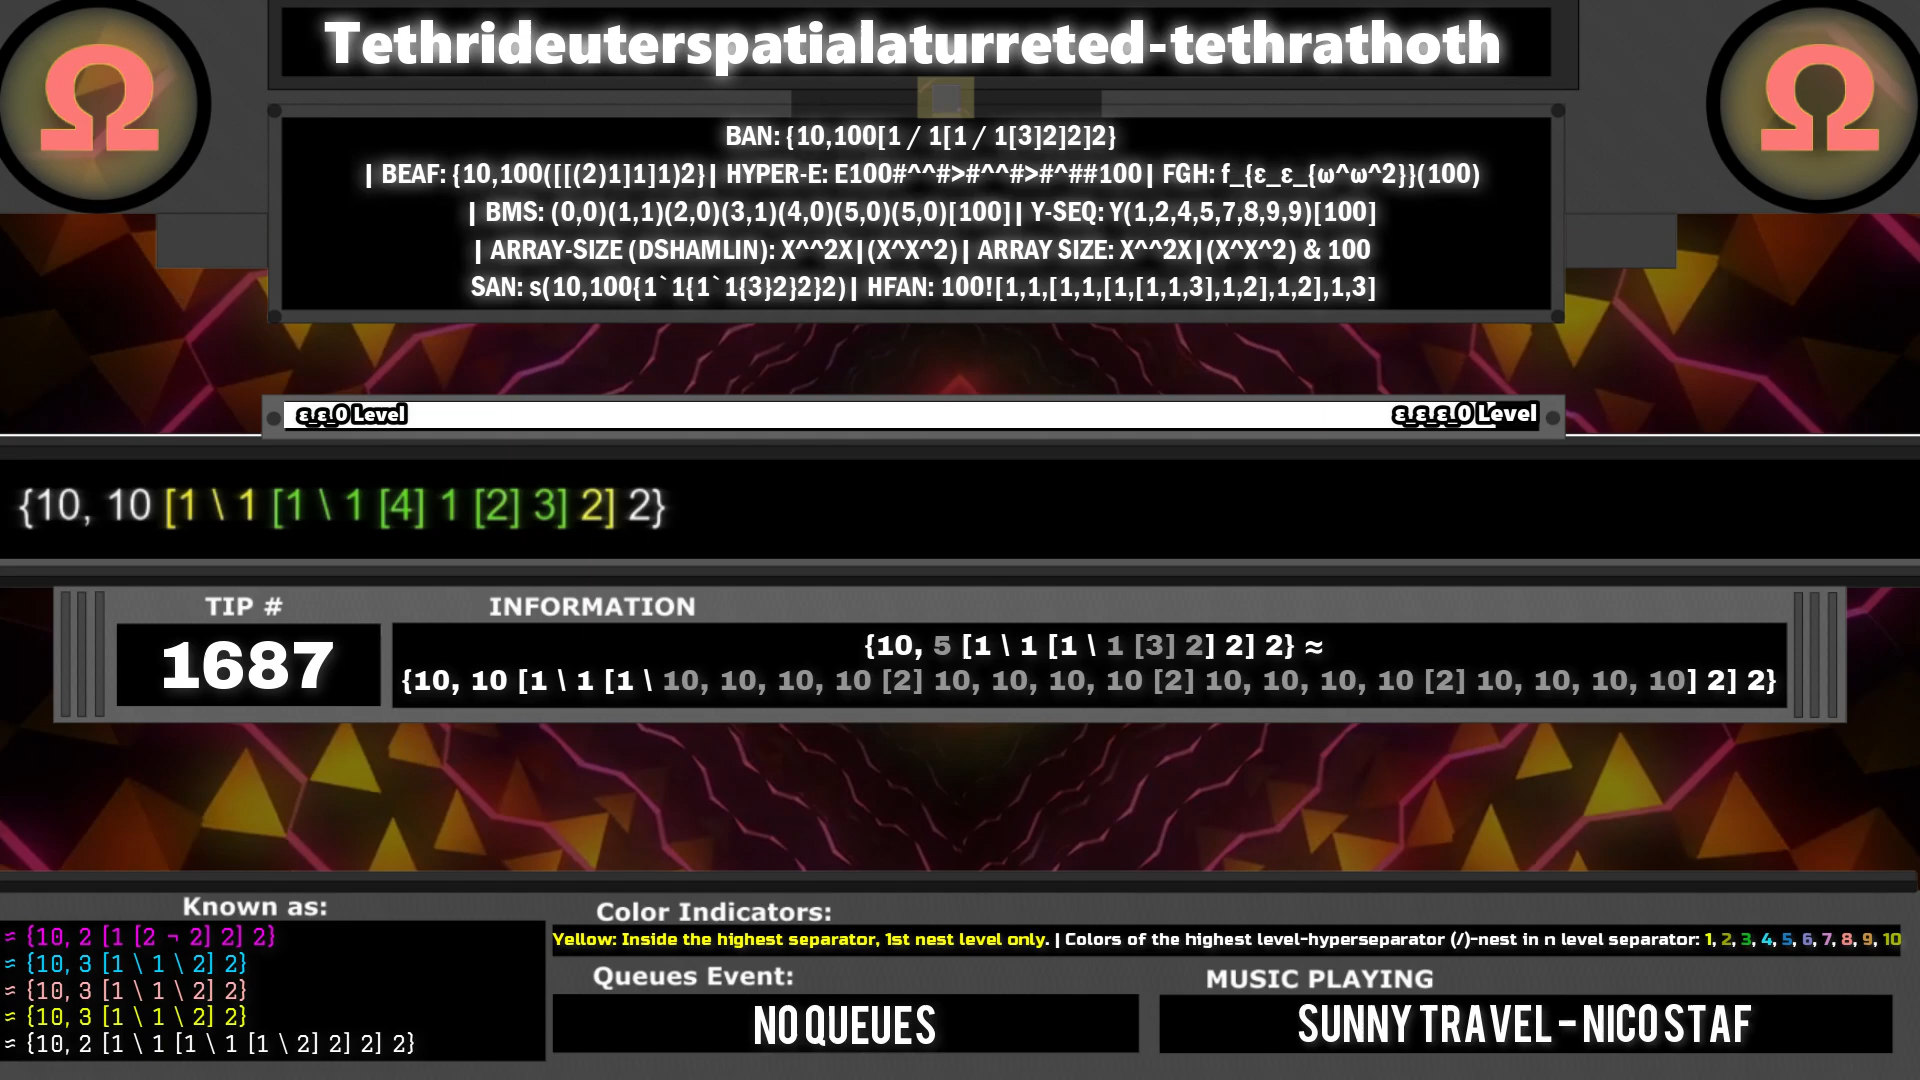 Ω
Tethrideuterspatialaturreted-tethrathoth
Ω
BAN: {10,100[1 / 1[1 / 1[3]2]2]2}
| BEAF: {10,100([[(2)1]1]1)2}| HYPER-E: E100#^^#>#^^#>#^##100| FGH: f_{ε_ε_{ω^ω^2}}(100)
| BMS: (0,0)(1,1)(2,0)(3,1)(4,0)(5,0)(5,0)[100]| Y-SEQ: Y(1,2,4,5,7,8,9,9)[100]
| ARRAY-SIZE (DSHAMLIN): X^^2X|(X^X^2)| ARRAY SIZE: X^^2X|(X^X^2) & 100
SAN: s(10,100{1`1{1`1{3}2}2}2)| HFAN: 100![1,1,[1,1,[1,[1,1,3],1,2],1,2],1,3]
ε_ε_0 Level
ε_ε_ε_0 Level
{10, 10 [1 \ 1 [1 \ 1 [4] 1 [2] 3] 2] 2}
TIP #
INFORMATION
1687
{10, 5 [1 \ 1 [1 \ 1 [3] 2] 2] 2} ≈
{10, 10 [1 \ 1 [1 \ 10, 10, 10, 10 [2] 10, 10, 10, 10 [2] 10, 10, 10, 10 [2] 10, 10, 10, 10] 2] 2}
Known as:
≈ {10, 2 [1 [2 ¬ 2] 2] 2}
≈ {10, 3 [1 \ 1 \ 2] 2}
≈ {10, 3 [1 \ 1 \ 2] 2}
≈ {10, 3 [1 \ 1 \ 2] 2}
≈ {10, 2 [1 \ 1 [1 \ 1 [1 \ 2] 2] 2] 2}
Color Indicators:
Yellow: Inside the highest separator, 1st nest level only. | Colors of the highest level-hyperseparator (/)-nest in n level separator: 1, 2, 3, 4, 5, 6, 7, 8, 9, 10
Queues Event:
NO QUEUES
MUSIC PLAYING
SUNNY TRAVEL - NICO STAF